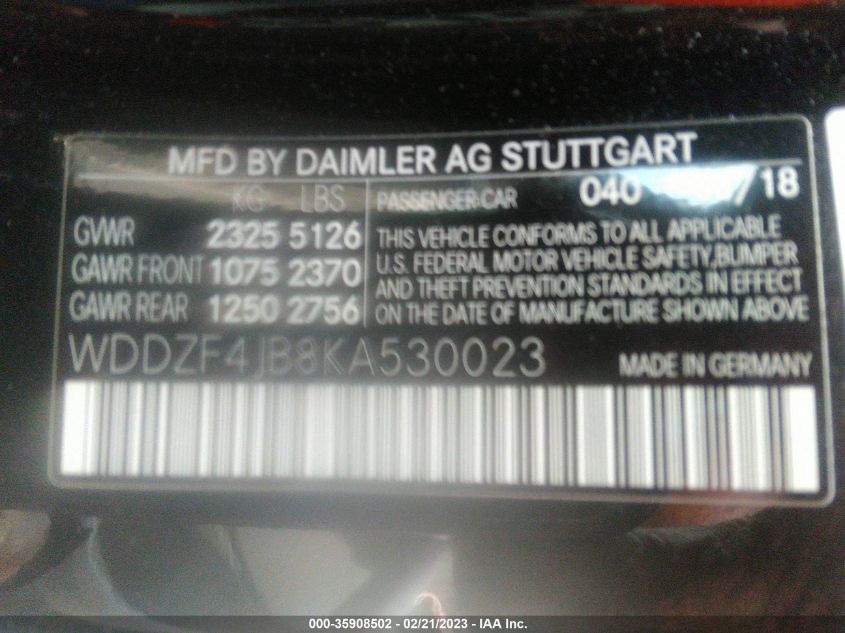 MFD BY DAIMLER AG STUTTGART
KG LBS
PASSENGER CAR 040 /18
GVWR 2325 5126
GAWR FRONT 1075 2370
GAWR REAR 1250 2756
THIS VEHICLE CONFORMS TO ALL APPLICABLE
U.S. FEDERAL MOTOR VEHICLE SAFETY,BUMPER
AND THEFT PREVENTION STANDARDS IN EFFECT
ON THE DATE OF MANUFACTURE SHOWN ABOVE
WDDZF4JB8KA530023
MADE IN GERMANY
000-35908502 - 02/21/2023 - IAA Inc.